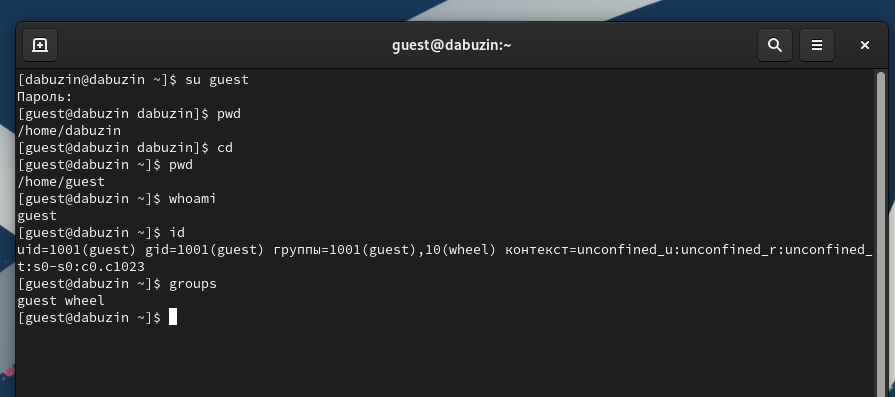 guest@dabuzin:~
[dabuzin@dabuzin ~]$ su guest
Пароль:
[guest@dabuzin dabuzin]$ pwd
/home/dabuzin
[guest@dabuzin dabuzin]$ cd
[guest@dabuzin ~]$ pwd
/home/guest
[guest@dabuzin ~]$ whoami
guest
[guest@dabuzin ~]$ id
uid=1001(guest) gid=1001(guest) группы=1001(guest),10(wheel) контекст=unconfined_u:unconfined_r:unconfined_
t:s0-s0:c0.c1023
[guest@dabuzin ~]$ groups
guest wheel
[guest@dabuzin ~]$